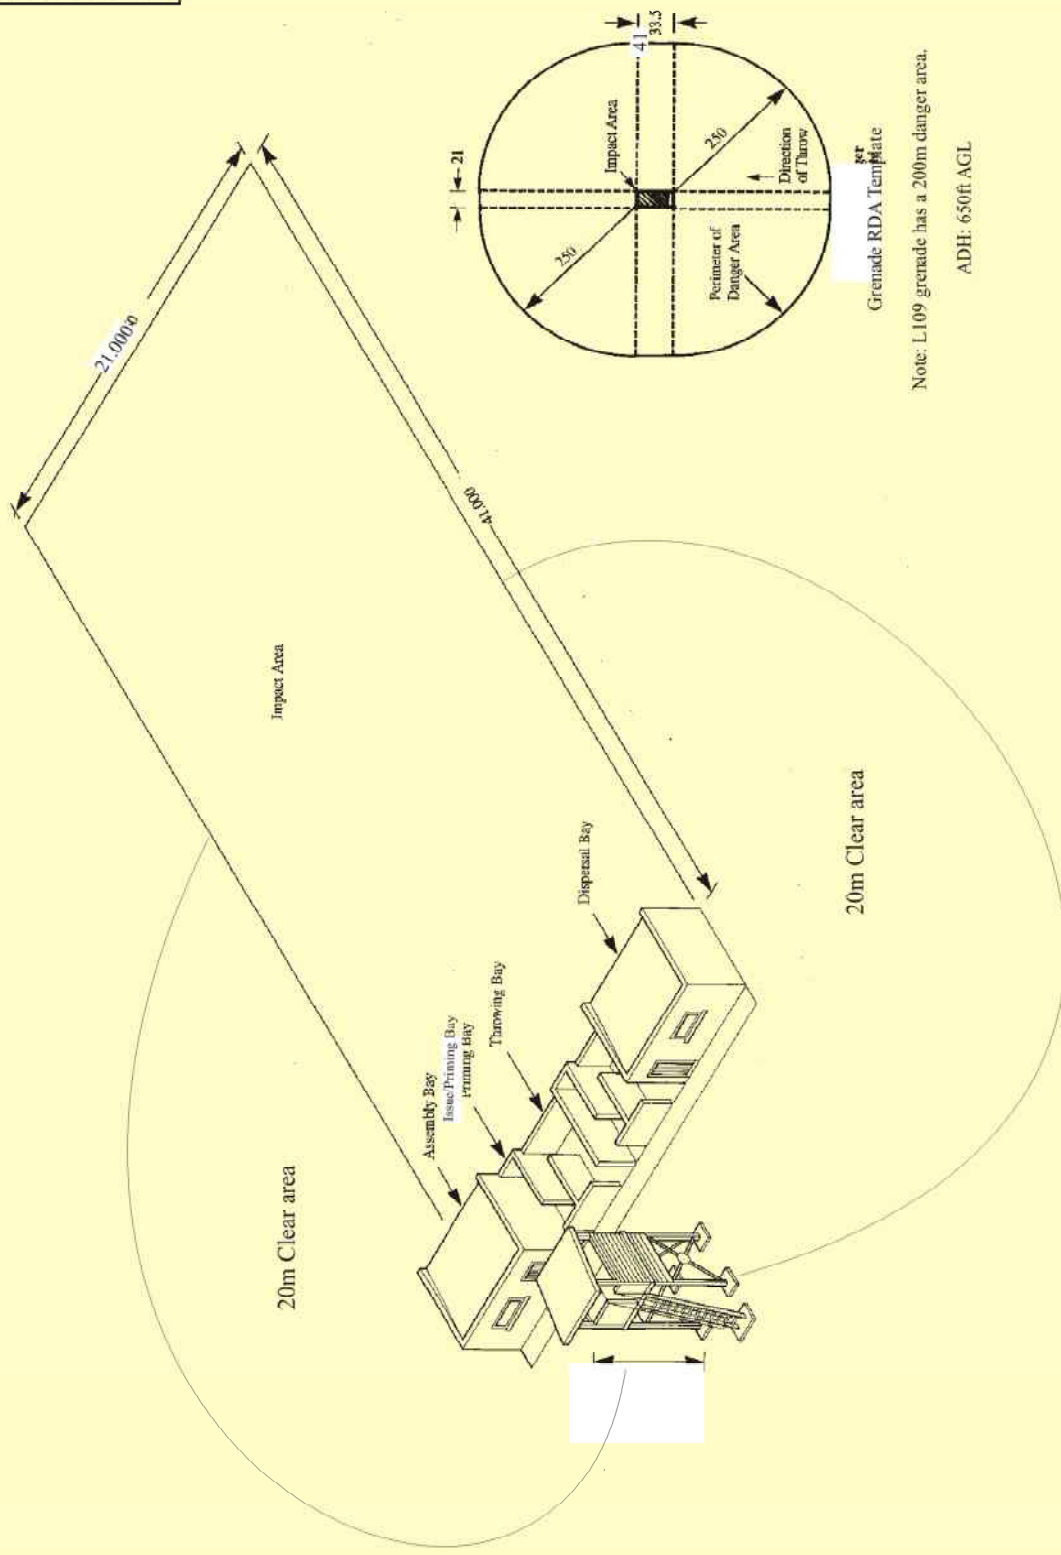 21.000
Impact Area
41.000
20m Clear area
Assembly Bay
Issue/Priming Bay
Priming Bay
Throwing Bay
Dispersal Bay
20m Clear area
21
41
33.5
Impact Area
250
250
Direction
of Throw
Perimeter of
Danger Area
Grenade RDA Template
Note: L109 grenade has a 200m danger area.
ADH: 650ft AGL